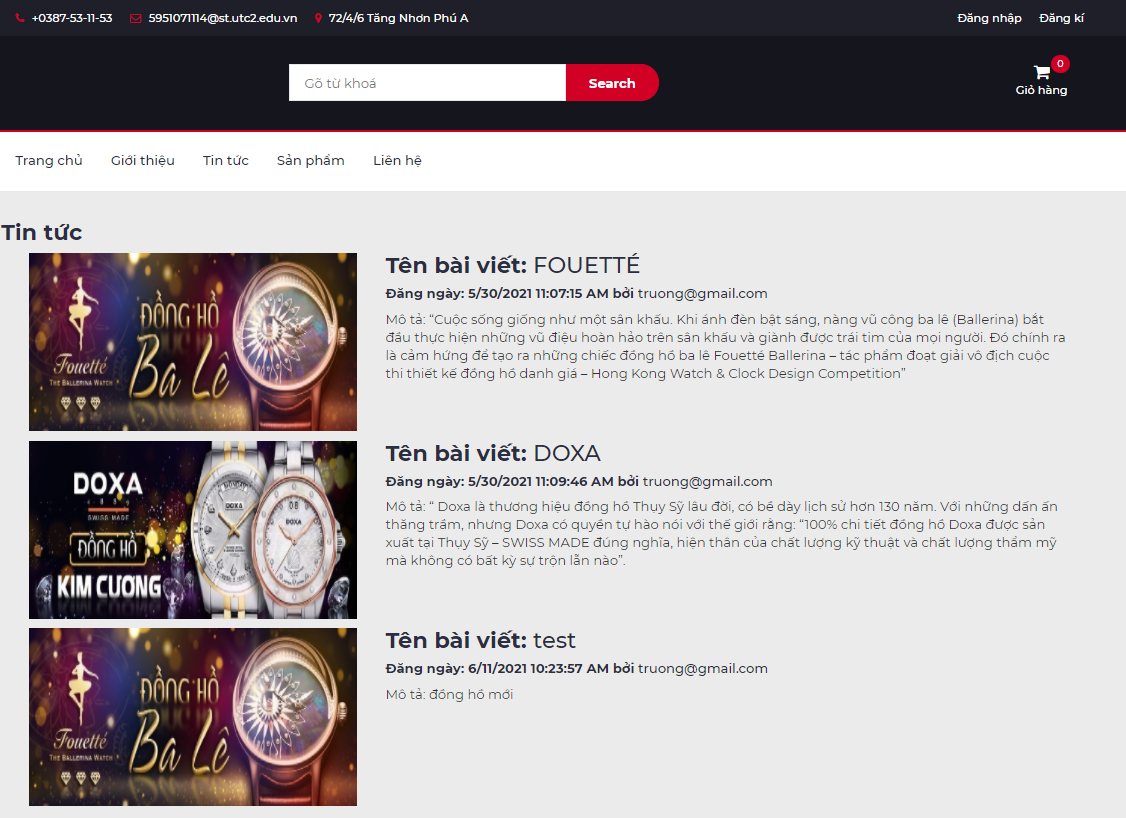 +0387-53-11-53 5951071114@st.utc2.edu.vn 72/4/6 Tăng Nhơn Phú A Đăng nhập Đăng kí
Gõ từ khoá Search 0
Giỏ hàng
Trang chủ Giới thiệu Tin tức Sản phẩm Liên hệ
Tin tức
ĐỒNG HỒ
Ba Lê
Fouetté
THE BALLERINA WATCH
Tên bài viết: FOUETTÉ
Đăng ngày: 5/30/2021 11:07:15 AM bởi truong@gmail.com
Mô tả: “Cuộc sống giống như một sân khấu. Khi ánh đèn bật sáng, nàng vũ công ba lê (Ballerina) bắt
đầu thực hiện những vũ điệu hoàn hảo trên sân khấu và giành được trái tim của mọi người. Đó chính ra
là cảm hứng để tạo ra những chiếc đồng hồ ba lê Fouetté Ballerina – tác phẩm đoạt giải vô địch cuộc
thi thiết kế đồng hồ danh giá – Hong Kong Watch & Clock Design Competition”
DOXA
SWISS MADE
ĐỒNG HỒ
KIM CƯƠNG
DOXA
DOXA
Tên bài viết: DOXA
Đăng ngày: 5/30/2021 11:09:46 AM bởi truong@gmail.com
Mô tả: “ Doxa là thương hiệu đồng hồ Thụy Sỹ lâu đời, có bề dày lịch sử hơn 130 năm. Với những dấn ấn
thăng trầm, nhưng Doxa có quyền tự hào nói với thế giới rằng: “100% chi tiết đồng hồ Doxa được sản
xuất tại Thụy Sỹ – SWISS MADE đúng nghĩa, hiện thân của chất lượng kỹ thuật và chất lượng thẩm mỹ
mà không có bất kỳ sự trộn lẫn nào”.
ĐỒNG HỒ
Ba Lê
Fouetté
THE BALLERINA WATCH
Tên bài viết: test
Đăng ngày: 6/11/2021 10:23:57 AM bởi truong@gmail.com
Mô tả: đồng hồ mới